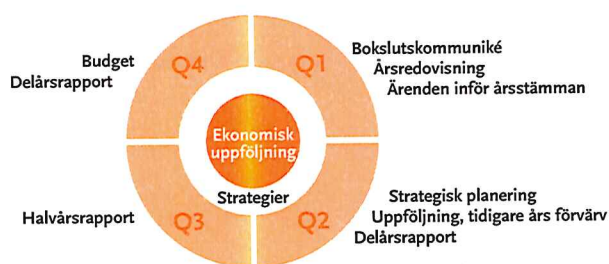 Budget
Delårsrapport
Q4
Q1
Bokslutskommuniké
Årsredovisning
Ärenden inför årsstämman
Ekonomisk
uppföljning
Strategier
Halvårsrapport
Q3
Q2
Strategisk planering
Uppföljning, tidigare års förvärv
Delårsrapport